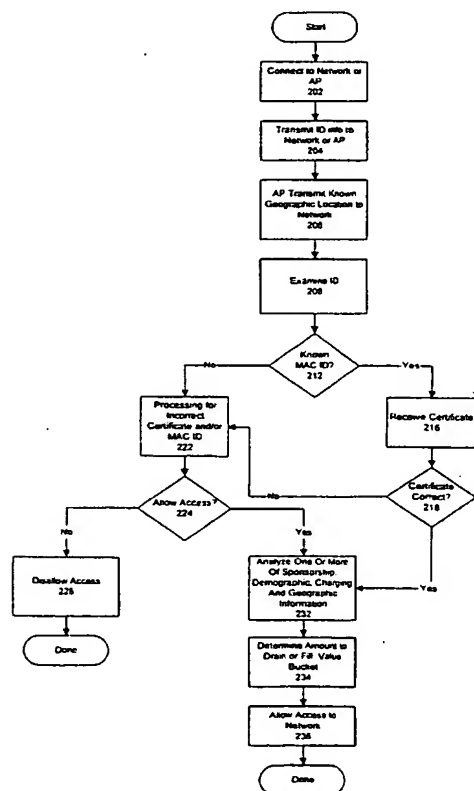 Start
Connect to Network or
AP
202
Transmit ID info to
Network or AP
204
AP Transmit Known
Geographic Location to
Network
206
Examine ID
208
Known
MAC ID?
212
No
Yes
Processing for
Incorrect
Certificate and/or
MAC ID
222
Receive Certificate
216
Certificate
Correct?
218
No
Allow Access?
224
No
Yes
Yes
Disallow Access
226
Analyze One Or More
Of Sponsorship,
Demographic, Charging
And Geographic
Information
232
Done
Determine Amount to
Drain or Fill Value
Bucket
234
Allow Access to
Network
236
Done